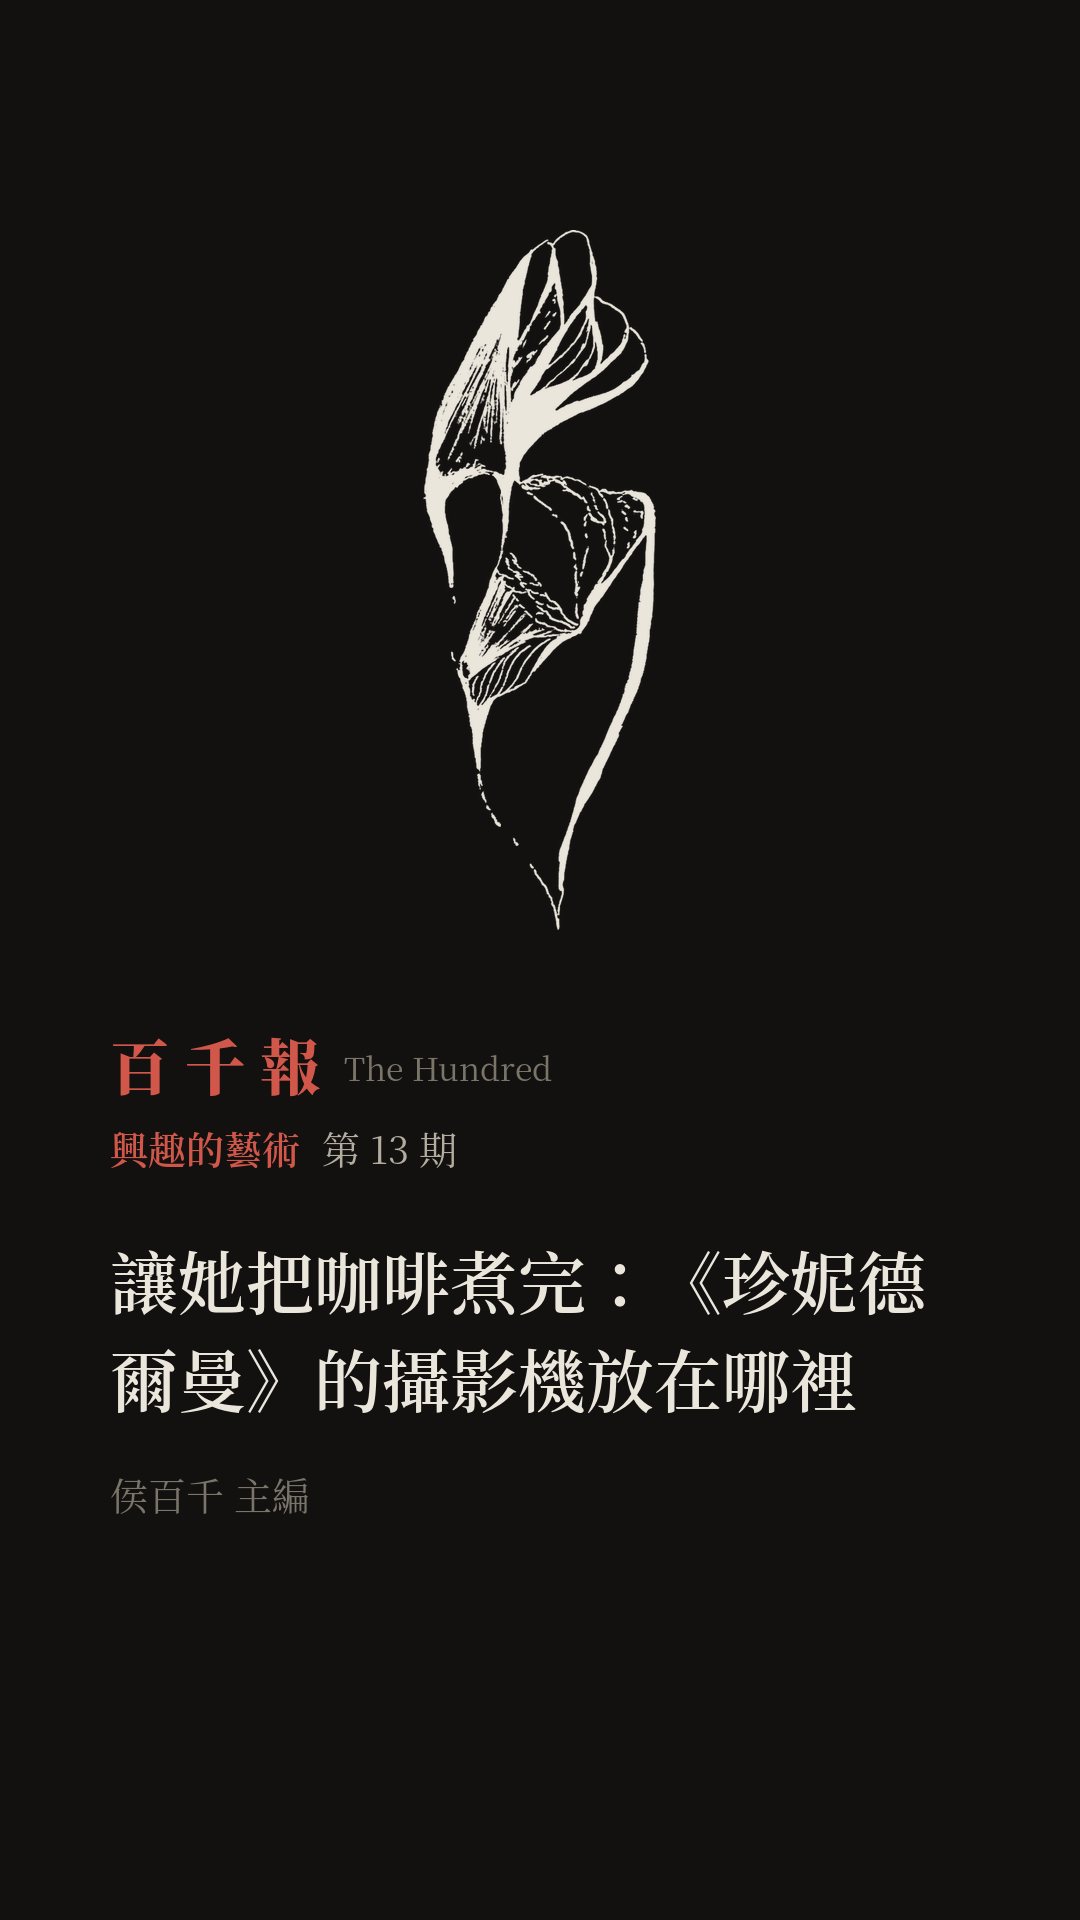 百千報 The Hundred
興趣的藝術 第 13 期
讓她把咖啡煮完：《珍妮德
爾曼》的攝影機放在哪裡
侯百千 主編